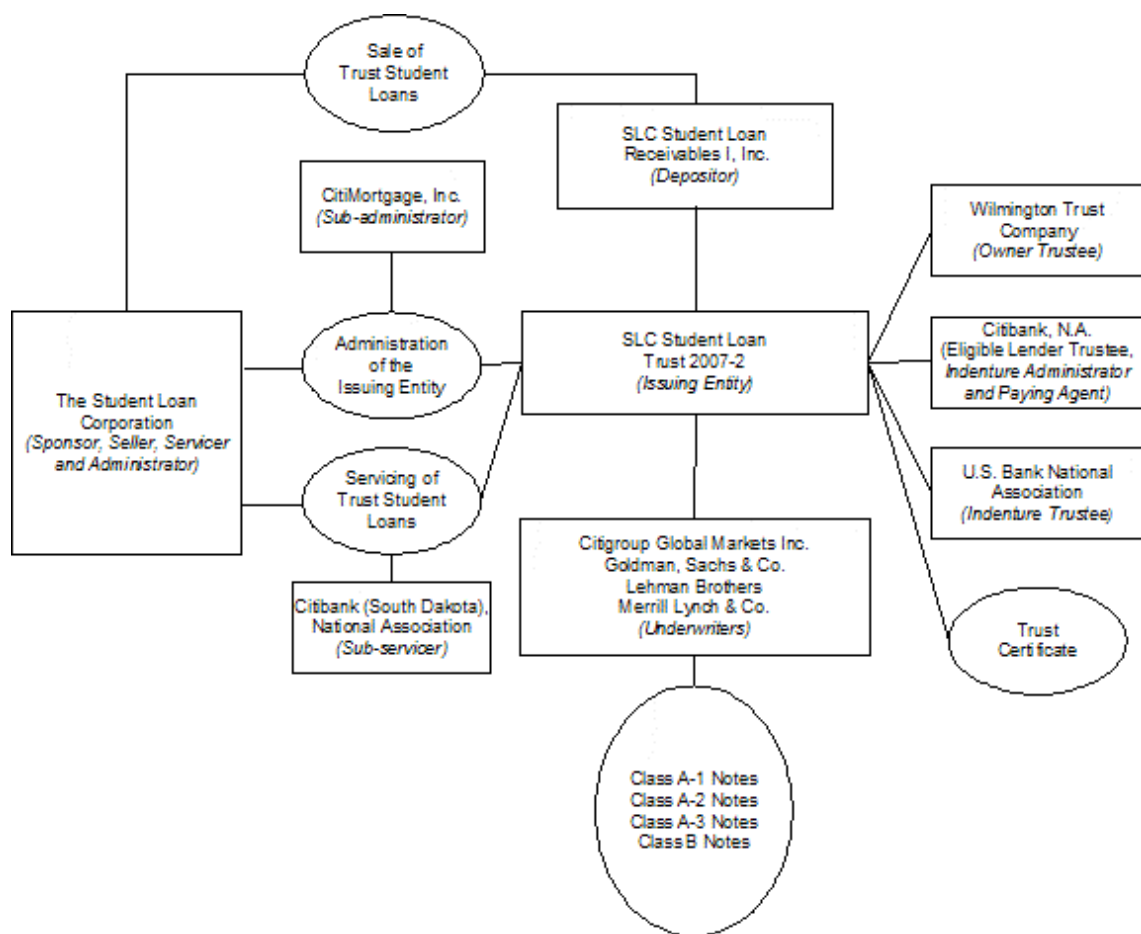 Sale of
Trust Student
Loans
SLC Student Loan
Receivables I, Inc.
(Depositor)
CitiMortgage, Inc.
(Sub-administrator)
Wilmington Trust
Company
(Owner Trustee)
The Student Loan
Corporation
(Sponsor, Seller, Servicer
and Administrator)
Administration
of the
Issuing Entity
SLC Student Loan
Trust 2007-2
(Issuing Entity)
Citibank, N.A.
(Eligible Lender Trustee,
Indenture Administrator
and Paying Agent)
Servicing of
Trust Student
Loans
U.S. Bank National
Association
(Indenture Trustee)
Citigroup Global Markets Inc.
Goldman, Sachs & Co.
Lehman Brothers
Merrill Lynch & Co.
(Underwriters)
Citibank (South Dakota),
National Association
(Sub-servicer)
Trust
Certificate
Class A-1 Notes
Class A-2 Notes
Class A-3 Notes
Class B Notes